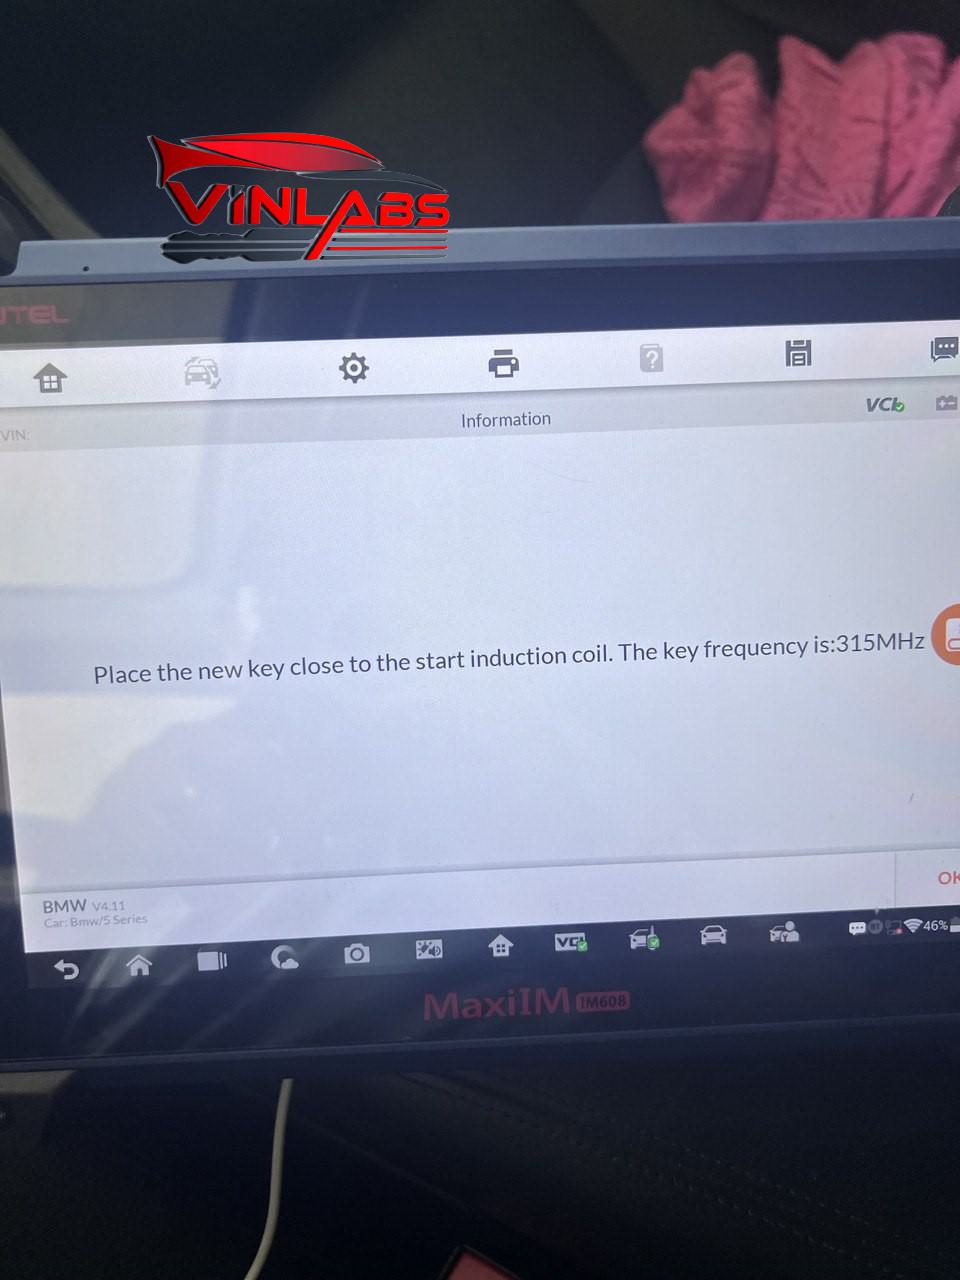 VINLABS
UTEL
VIN:
Information
VCI
Place the new key close to the start induction coil. The key frequency is:315MHz
OK
BMW V4.11
Car: Bmw/5 Series
VCI
46%
MaxiIM IM608